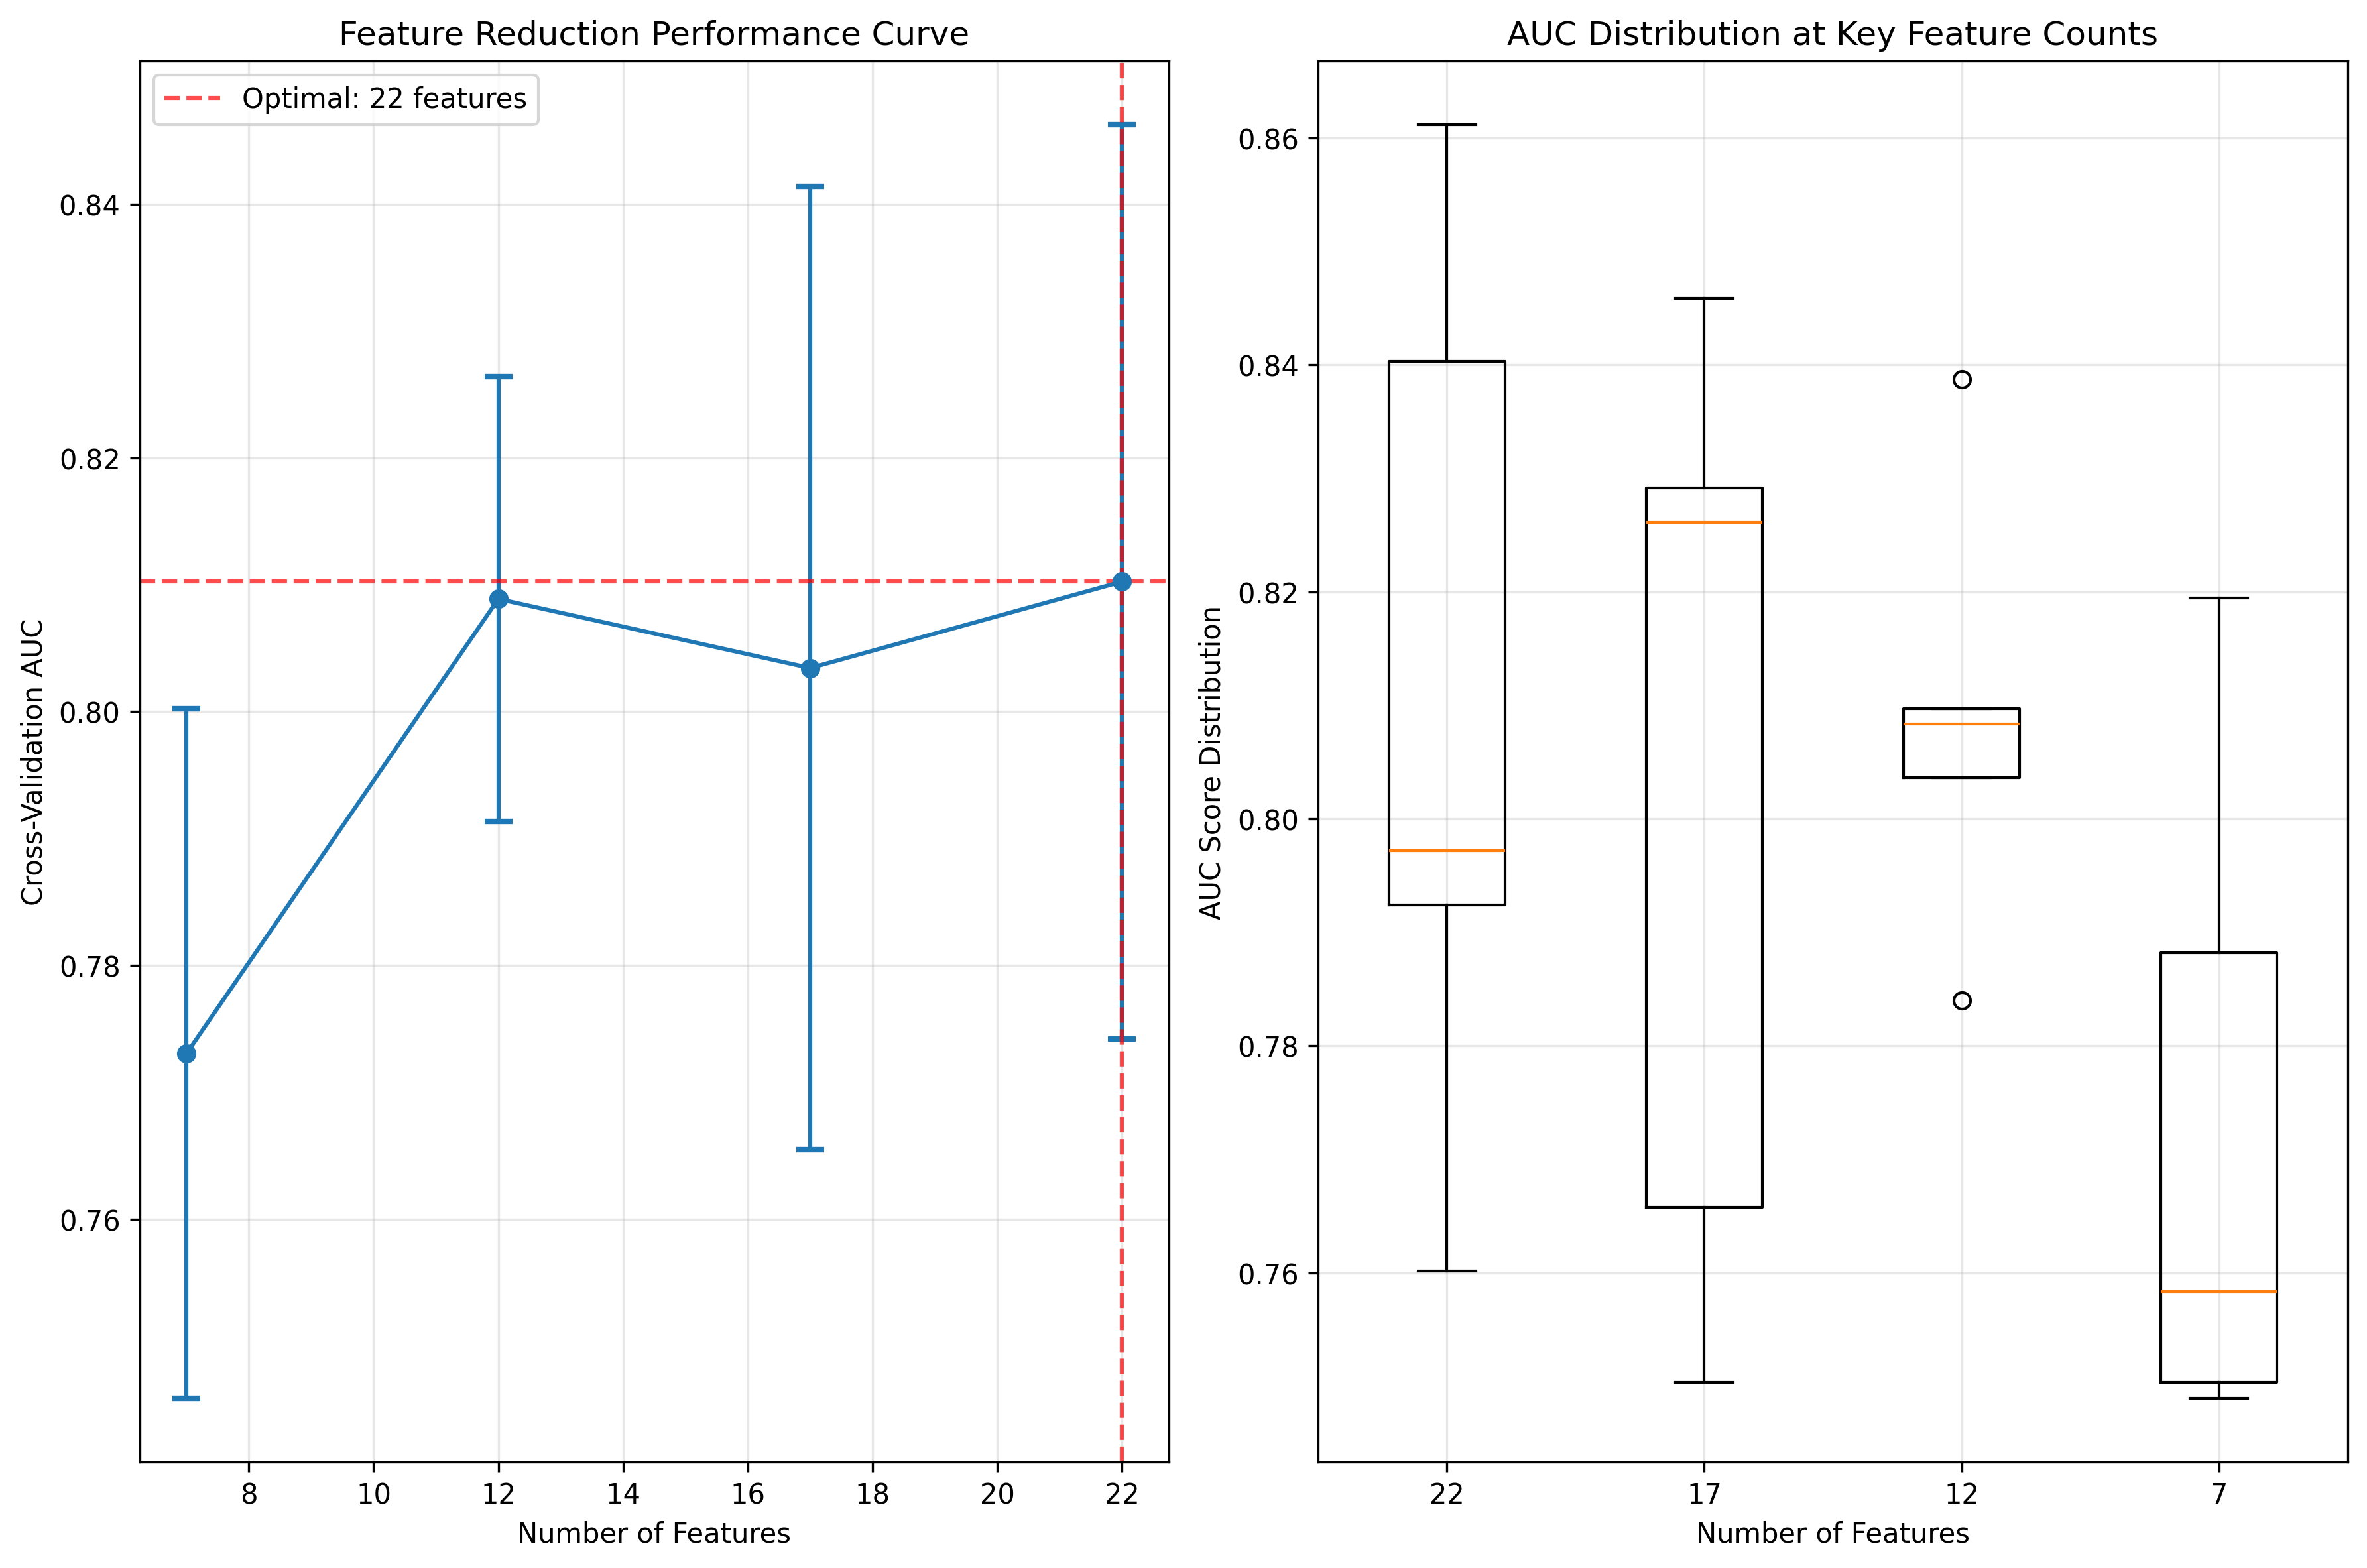 Feature Reduction Performance Curve
Optimal: 22 features
Cross-Validation AUC
0.84
0.82
0.80
0.78
0.76
8 10 12 14 16 18 20 22
Number of Features
AUC Distribution at Key Feature Counts
AUC Score Distribution
0.86
0.84
0.82
0.80
0.78
0.76
22 17 12 7
Number of Features